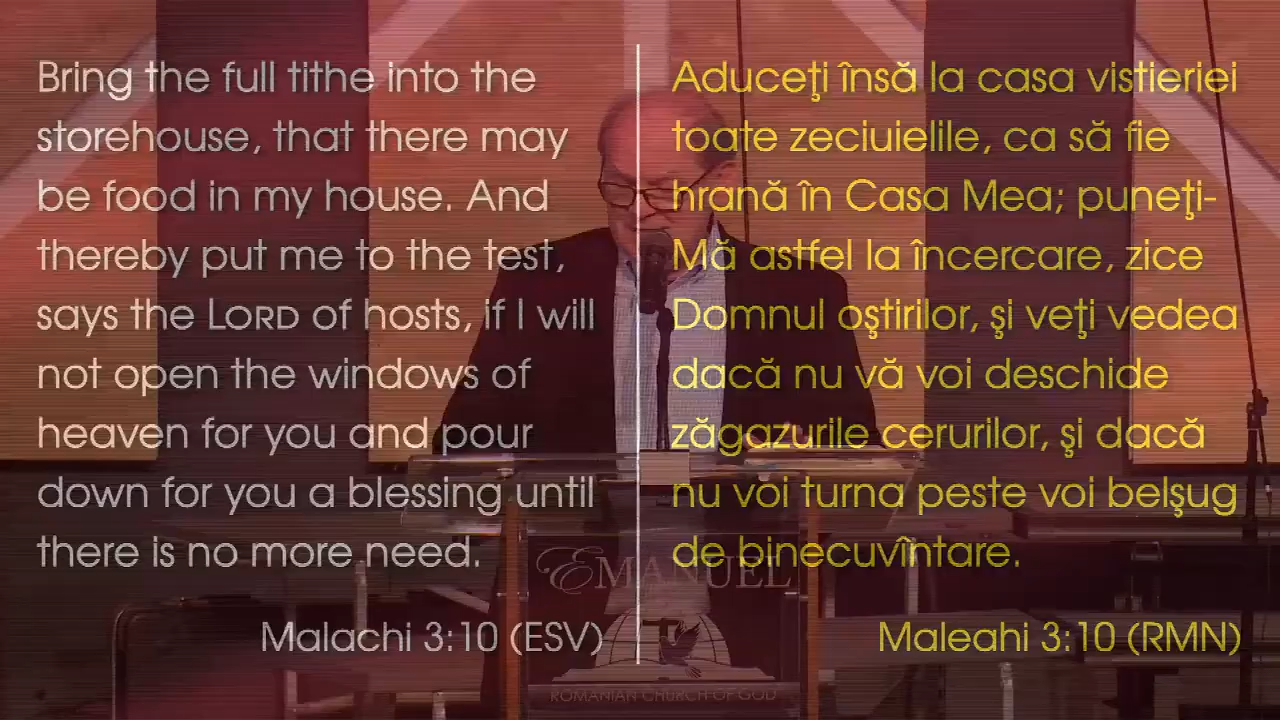 Bring the full tithe into the
storehouse, that there may
be food in my house. And
thereby put me to the test,
says the LORD of hosts, if I will
not open the windows of
heaven for you and pour
down for you a blessing until
there is no more need.
Malachi 3:10 (ESV)
Aduceţi însă la casa vistieriei
toate zeciuielile, ca să fie
hrană în Casa Mea; puneţi-
Mă astfel la încercare, zice
Domnul oştirilor, şi veţi vedea
dacă nu vă voi deschide
zăgazurile cerurilor, şi dacă
nu voi turna peste voi belşug
de binecuvîntare.
Maleahi 3:10 (RMN)
EMANUEL
ROMANIAN CHURCH OF GOD